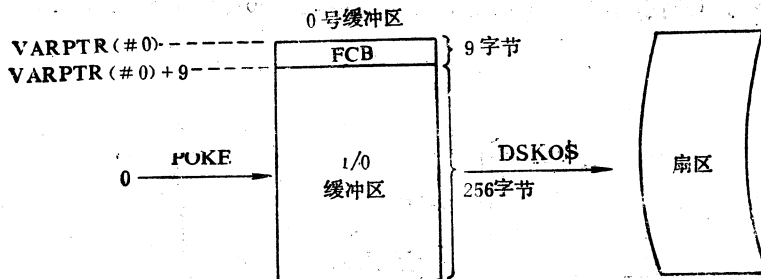 0号缓冲区
VARPTR(#0)
FCB
9字节
VARPTR(#0)+9
0
POKE
I/0
缓冲区
DSKO$
256字节
扇区